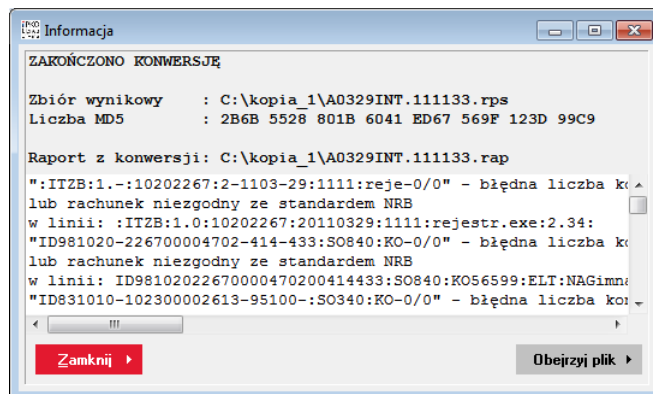 Informacja
ZAKOŃCZONO KONWERSJĘ
Zbiór wynikowy : C:\kopia_1\A0329INT.111133.rps
Liczba MD5 : 2B6B 5528 801B 6041 ED67 569F 123D 99C9
Raport z konwersji: C:\kopia_1\A0329INT.111133.rap
":ITZB:1.-:10202267:2-1103-29:1111:reje-0/0" - błędna liczba
lub rachunek niezgodny ze standardem NRB
w linii: :ITZB:1.0:10202267:20110329:1111:rejestr.exe:2.34:
"ID981020-226700004702-414-433:SO840:KO-0/0" - błędna liczba
lub rachunek niezgodny ze standardem NRB
w linii: ID98102022670000470200414433:SO840:KO56599:ELT:NAGimna
"ID831010-102300002613-95100-:SO340:KO-0/0" - błędna liczba
Zamknij
Obejrzyj plik